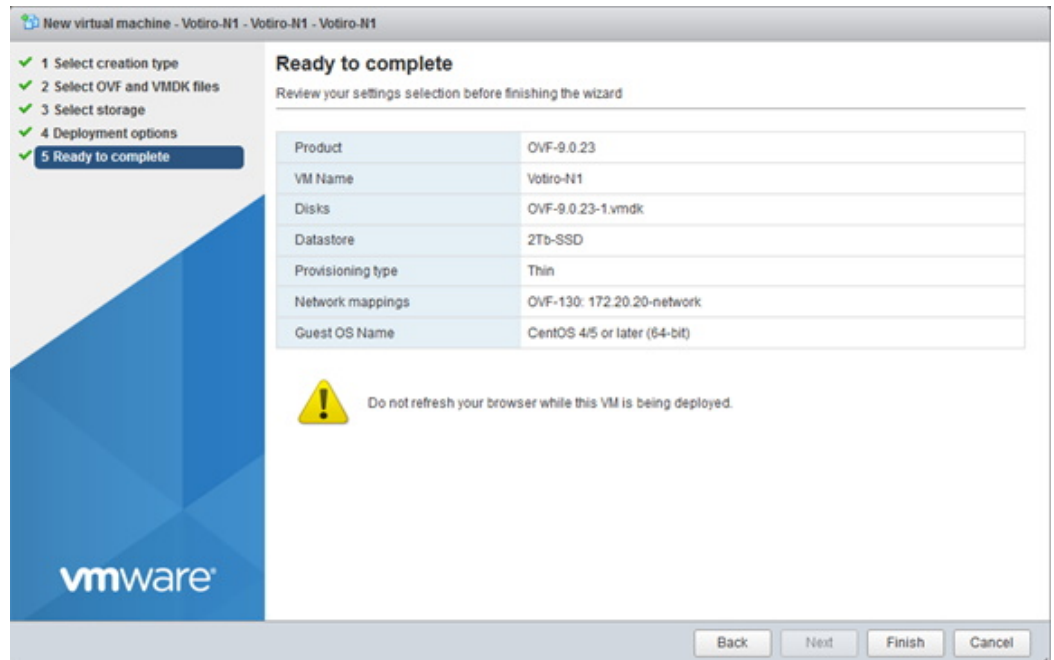 New virtual machine - Votiro-N1 - Votiro-N1 - Votiro-N1
1 Select creation type
2 Select OVF and VMDK files
3 Select storage
4 Deployment options
5 Ready to complete
Ready to complete
Review your settings selection before finishing the wizard
Product OVF-9.0.23
VM Name Votiro-N1
Disks OVF-9.0.23-1.vmdk
Datastore 2Tb-SSD
Provisioning type Thin
Network mappings OVF-130: 172.20.20-network
Guest OS Name CentOS 4/5 or later (64-bit)
Do not refresh your browser while this VM is being deployed.
vmware®
Back Next Finish Cancel